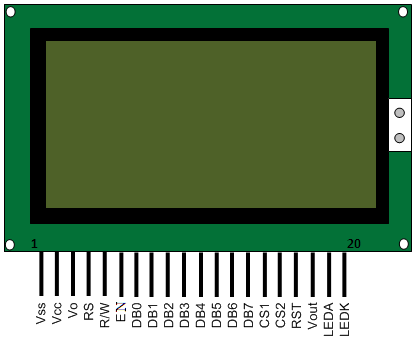 1 20
Vss
Vcc
Vo
RS
R/W
EN
DB0
DB1
DB2
DB3
DB4
DB5
DB6
DB7
CS1
CS2
RST
Vout
LEDA
LEDK